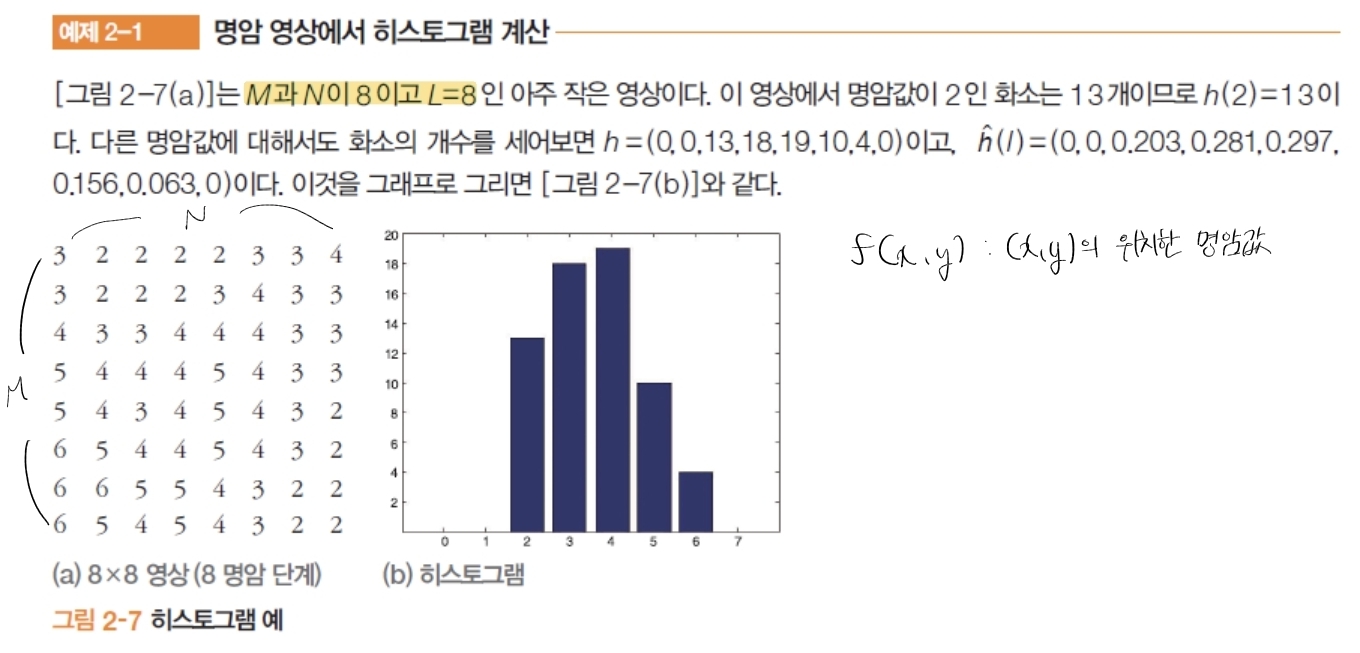 예제 2-1 명암 영상에서 히스토그램 계산
[그림 2-7(a)]는 M과 N이 8이고 L=8인 아주 작은 영상이다. 이 영상에서 명암값이 2인 화소는 13개이므로 h(2)=13이
다. 다른 명암값에 대해서도 화소의 개수를 세어보면 h=(0,0,13,18,19,10,4,0)이고, ĥ(l)=(0,0,0.203,0.281,0.297,
0.156,0.063,0)이다. 이것을 그래프로 그리면 [그림 2-7(b)]와 같다.
N
M
3 2 2 2 2 3 3 4
3 2 2 2 3 4 3 3
4 3 3 4 4 4 3 3
5 4 4 4 5 4 3 3
5 4 3 4 5 4 3 2
6 5 4 4 5 4 3 2
6 6 5 5 4 3 2 2
6 5 4 5 4 3 2 2
20
18
16
14
12
10
8
6
4
2
0 1 2 3 4 5 6 7
f(x,y) : (x,y)의 위치한 명암값
(a) 8×8 영상(8 명암 단계)
(b) 히스토그램
그림 2-7 히스토그램 예